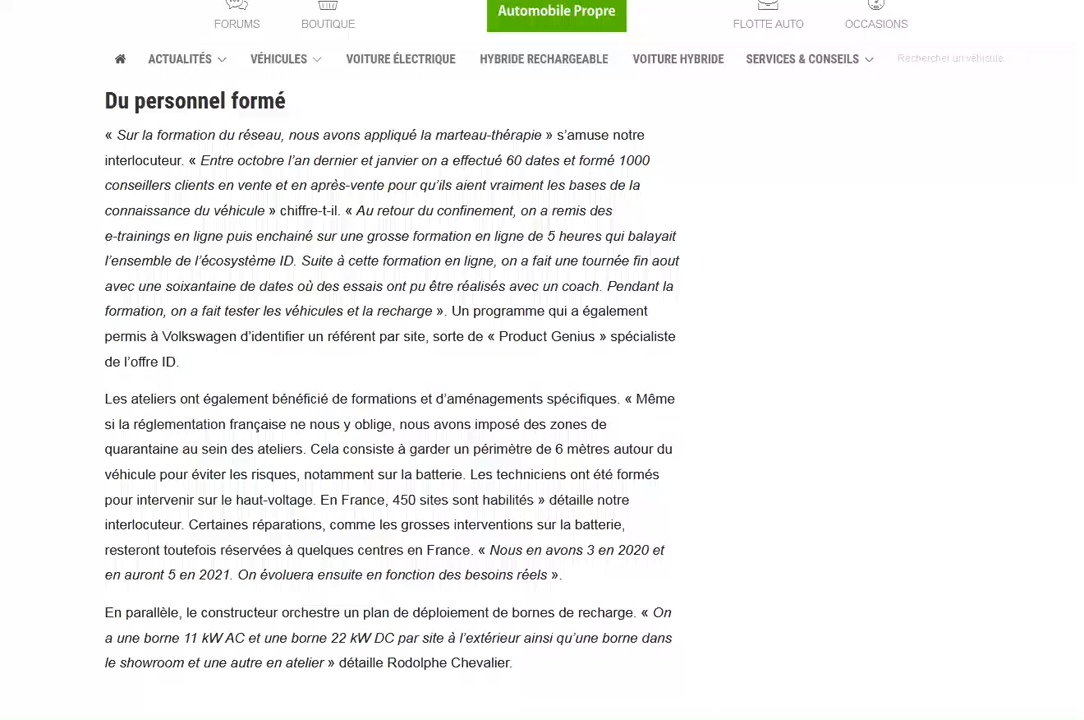 Automobile Propre
FORUMS
BOUTIQUE
FLOTTE AUTO
OCCASIONS
ACTUALITÉS
VÉHICULES
VOITURE ÉLECTRIQUE
HYBRIDE RECHARGEABLE
VOITURE HYBRIDE
SERVICES & CONSEILS
Rechercher un véhicule.
Du personnel formé
« Sur la formation du réseau, nous avons appliqué la marteau-thérapie » s’amuse notre
interlocuteur. « Entre octobre l’an dernier et janvier on a effectué 60 dates et formé 1000
conseillers clients en vente et en après-vente pour qu’ils aient vraiment les bases de la
connaissance du véhicule » chiffre-t-il. « Au retour du confinement, on a remis des
e-trainings en ligne puis enchainé sur une grosse formation en ligne de 5 heures qui balayait
l’ensemble de l’écosystème ID. Suite à cette formation en ligne, on a fait une tournée fin aout
avec une soixantaine de dates où des essais ont pu être réalisés avec un coach. Pendant la
formation, on a fait tester les véhicules et la recharge ». Un programme qui a également
permis à Volkswagen d’identifier un référent par site, sorte de « Product Genius » spécialiste
de l’offre ID.
Les ateliers ont également bénéficié de formations et d’aménagements spécifiques. « Même
si la réglementation française ne nous y oblige, nous avons imposé des zones de
quarantaine au sein des ateliers. Cela consiste à garder un périmètre de 6 mètres autour du
véhicule pour éviter les risques, notamment sur la batterie. Les techniciens ont été formés
pour intervenir sur le haut-voltage. En France, 450 sites sont habilités » détaille notre
interlocuteur. Certaines réparations, comme les grosses interventions sur la batterie,
resteront toutefois réservées à quelques centres en France. « Nous en avons 3 en 2020 et
en auront 5 en 2021. On évoluera ensuite en fonction des besoins réels ».
En parallèle, le constructeur orchestre un plan de déploiement de bornes de recharge. « On
a une borne 11 kW AC et une borne 22 kW DC par site à l’extérieur ainsi qu’une borne dans
le showroom et une autre en atelier » détaille Rodolphe Chevalier.